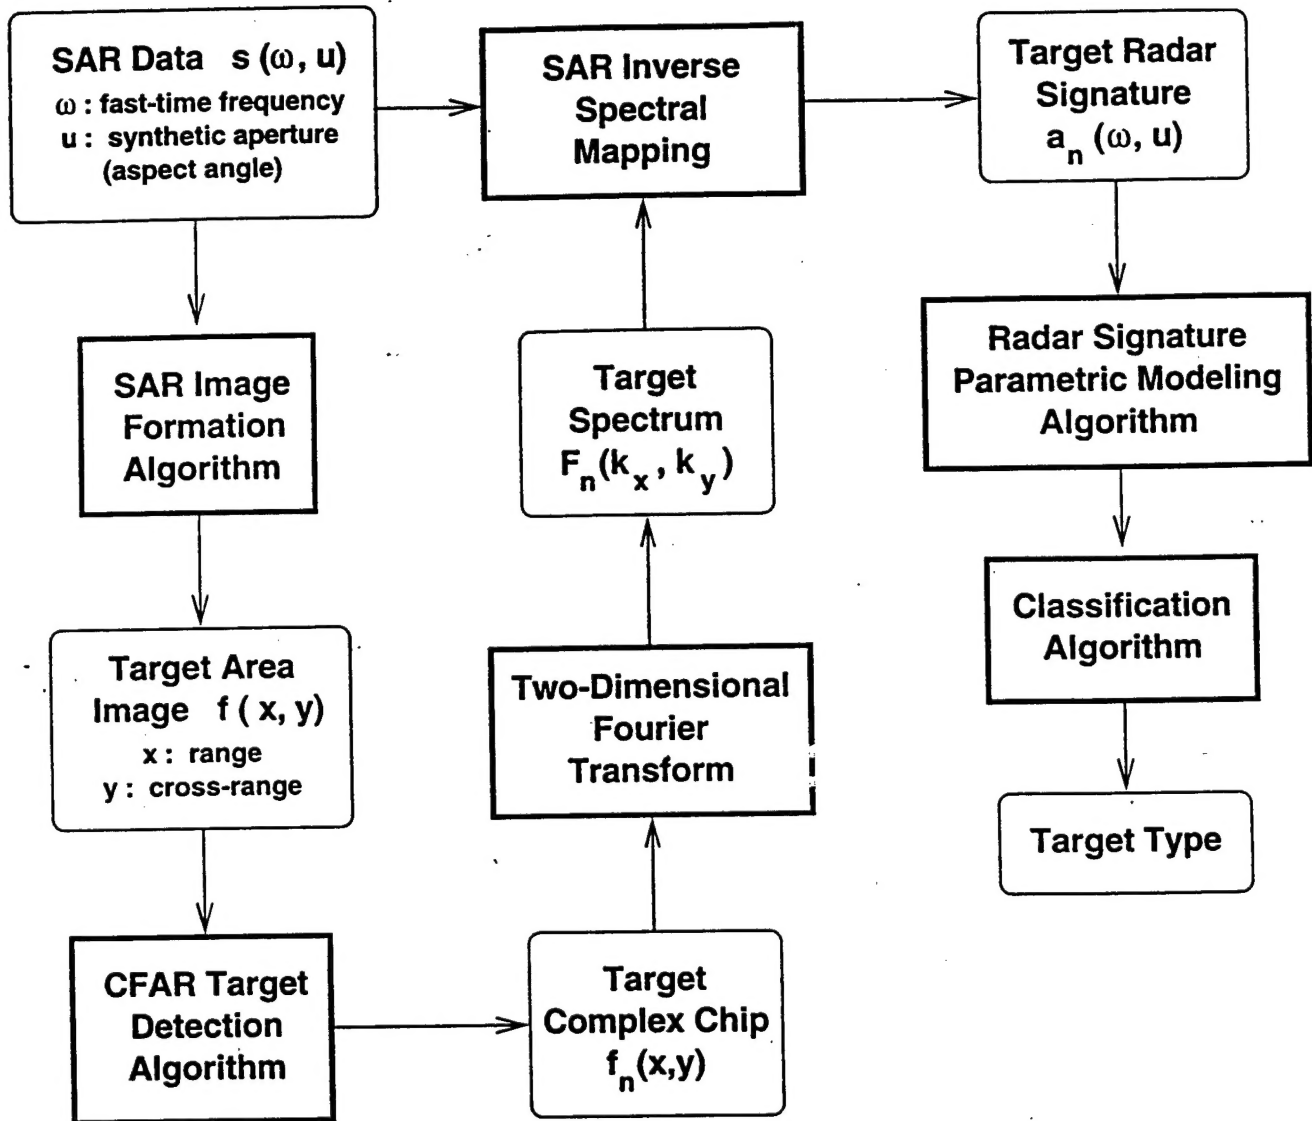 SAR Data s (ω, u)
ω : fast-time frequency
u : synthetic aperture
(aspect angle)
SAR Image
Formation
Algorithm
Target Area
Image f ( x, y)
x : range
y : cross-range
CFAR Target
Detection
Algorithm
Target
Complex Chip
f_n(x,y)
Two-Dimensional
Fourier
Transform
Target
Spectrum
F_n(k_x , k_y)
SAR Inverse
Spectral
Mapping
Target Radar
Signature
a_n (ω, u)
Radar Signature
Parametric Modeling
Algorithm
Classification
Algorithm
Target Type